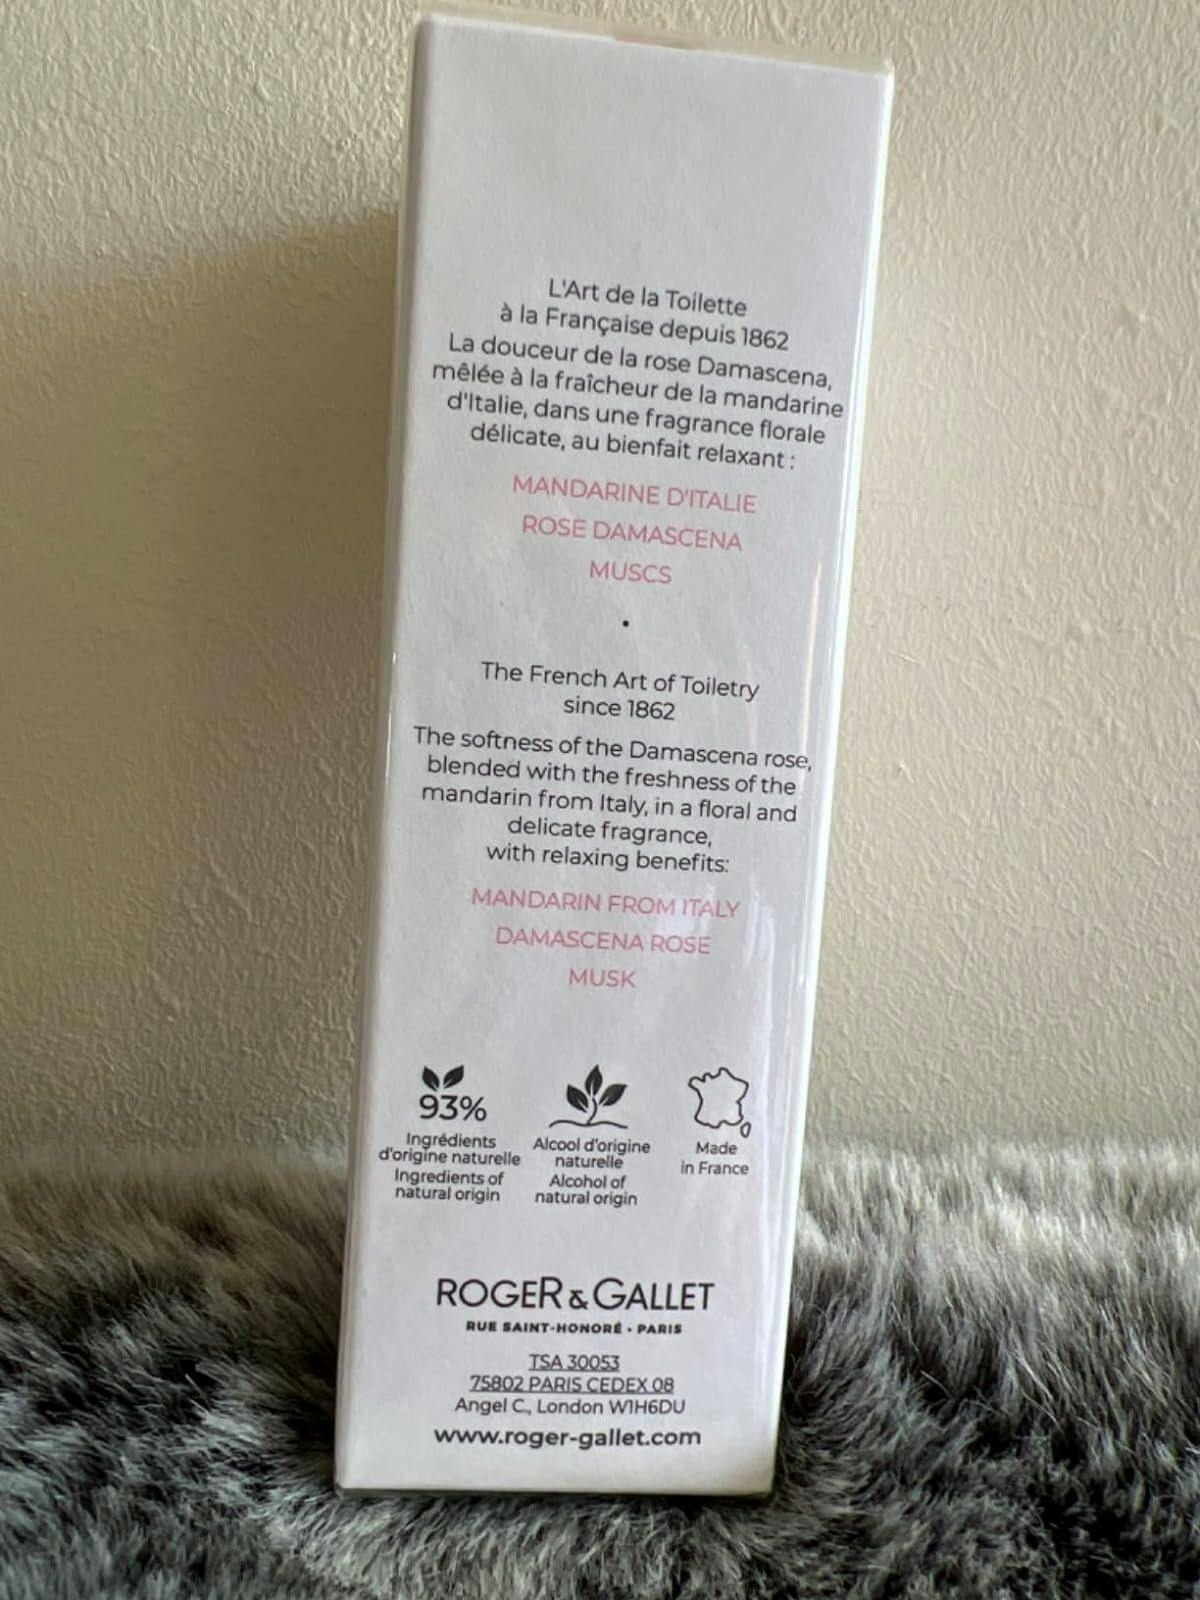 L'Art de la Toilette
à la Française depuis 1862
La douceur de la rose Damascena,
mêlée à la fraîcheur de la mandarine
d'Italie, dans une fragrance florale
délicate, au bienfait relaxant :
MANDARINE D'ITALIE
ROSE DAMASCENA
MUSCS
•
The French Art of Toiletry
since 1862
The softness of the Damascena rose,
blended with the freshness of the
mandarin from Italy, in a floral and
delicate fragrance,
with relaxing benefits:
MANDARIN FROM ITALY
DAMASCENA ROSE
MUSK
93%
Ingrédients
d'origine naturelle
Ingredients of
natural origin
Alcool d'origine
naturelle
Alcohol of
natural origin
Made
in France
ROGER & GALLET
RUE SAINT-HONORÉ • PARIS
TSA 30053
75802 PARIS CEDEX 08
Angel C., London W1H6DU
www.roger-gallet.com